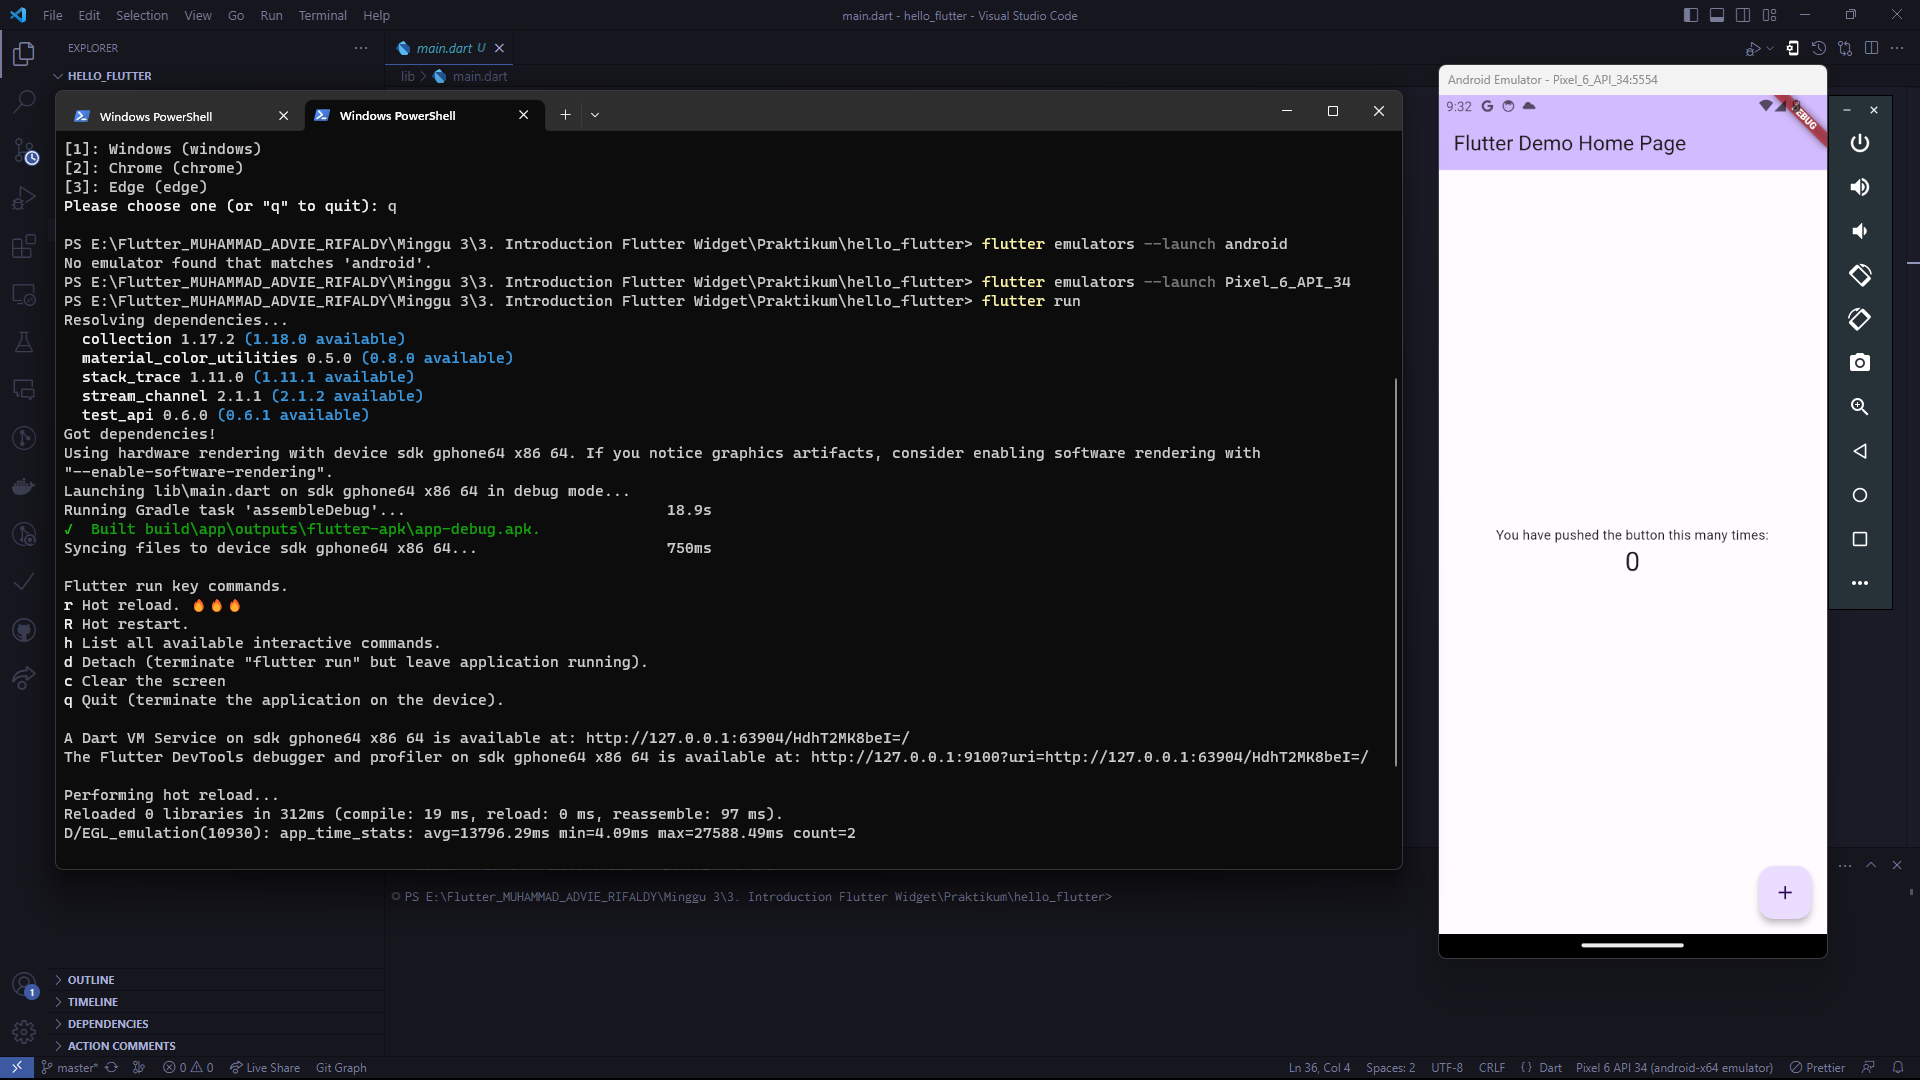 File Edit Selection View Go Run Terminal Help
main.dart - hello_flutter - Visual Studio Code
EXPLORER
main.dart U
HELLO_FLUTTER
lib > main.dart
Windows PowerShell
Windows PowerShell
[1]: Windows (windows)
[2]: Chrome (chrome)
[3]: Edge (edge)
Please choose one (or "q" to quit): q
PS E:\Flutter_MUHAMMAD_ADVIE_RIFALDY\Minggu 3\3. Introduction Flutter Widget\Praktikum\hello_flutter> flutter emulators --launch android
No emulator found that matches 'android'.
PS E:\Flutter_MUHAMMAD_ADVIE_RIFALDY\Minggu 3\3. Introduction Flutter Widget\Praktikum\hello_flutter> flutter emulators --launch Pixel_6_API_34
PS E:\Flutter_MUHAMMAD_ADVIE_RIFALDY\Minggu 3\3. Introduction Flutter Widget\Praktikum\hello_flutter> flutter run
Resolving dependencies...
collection 1.17.2 (1.18.0 available)
material_color_utilities 0.5.0 (0.8.0 available)
stack_trace 1.11.0 (1.11.1 available)
stream_channel 2.1.1 (2.1.2 available)
test_api 0.6.0 (0.6.1 available)
Got dependencies!
Using hardware rendering with device sdk gphone64 x86 64. If you notice graphics artifacts, consider enabling software rendering with
"--enable-software-rendering".
Launching lib\main.dart on sdk gphone64 x86 64 in debug mode...
Running Gradle task 'assembleDebug'... 18.9s
√ Built build\app\outputs\flutter-apk\app-debug.apk.
Syncing files to device sdk gphone64 x86 64... 750ms
Flutter run key commands.
r Hot reload. 🔥🔥🔥
R Hot restart.
h List all available interactive commands.
d Detach (terminate "flutter run" but leave application running).
c Clear the screen
q Quit (terminate the application on the device).
A Dart VM Service on sdk gphone64 x86 64 is available at: http://127.0.0.1:63904/HdhT2MK8beI=/
The Flutter DevTools debugger and profiler on sdk gphone64 x86 64 is available at: http://127.0.0.1:9100?uri=http://127.0.0.1:63904/HdhT2MK8beI=/
Performing hot reload...
Reloaded 0 libraries in 312ms (compile: 19 ms, reload: 0 ms, reassemble: 97 ms).
D/EGL_emulation(10930): app_time_stats: avg=13796.29ms min=4.09ms max=27588.49ms count=2
PS E:\Flutter_MUHAMMAD_ADVIE_RIFALDY\Minggu 3\3. Introduction Flutter Widget\Praktikum\hello_flutter>
Android Emulator - Pixel_6_API_34:5554
9:32 G
DEBUG
Flutter Demo Home Page
You have pushed the button this many times:
0
+
OUTLINE
TIMELINE
DEPENDENCIES
1
ACTION COMMENTS
master* 0 0 Live Share Git Graph
Ln 36, Col 4 Spaces: 2 UTF-8 CRLF {} Dart Pixel 6 API 34 (android-x64 emulator) Prettier